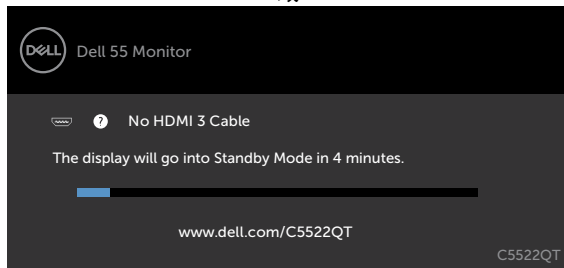 DELL
Dell 55 Monitor
? No HDMI 3 Cable
The display will go into Standby Mode in 4 minutes.
www.dell.com/C5522QT
C5522QT